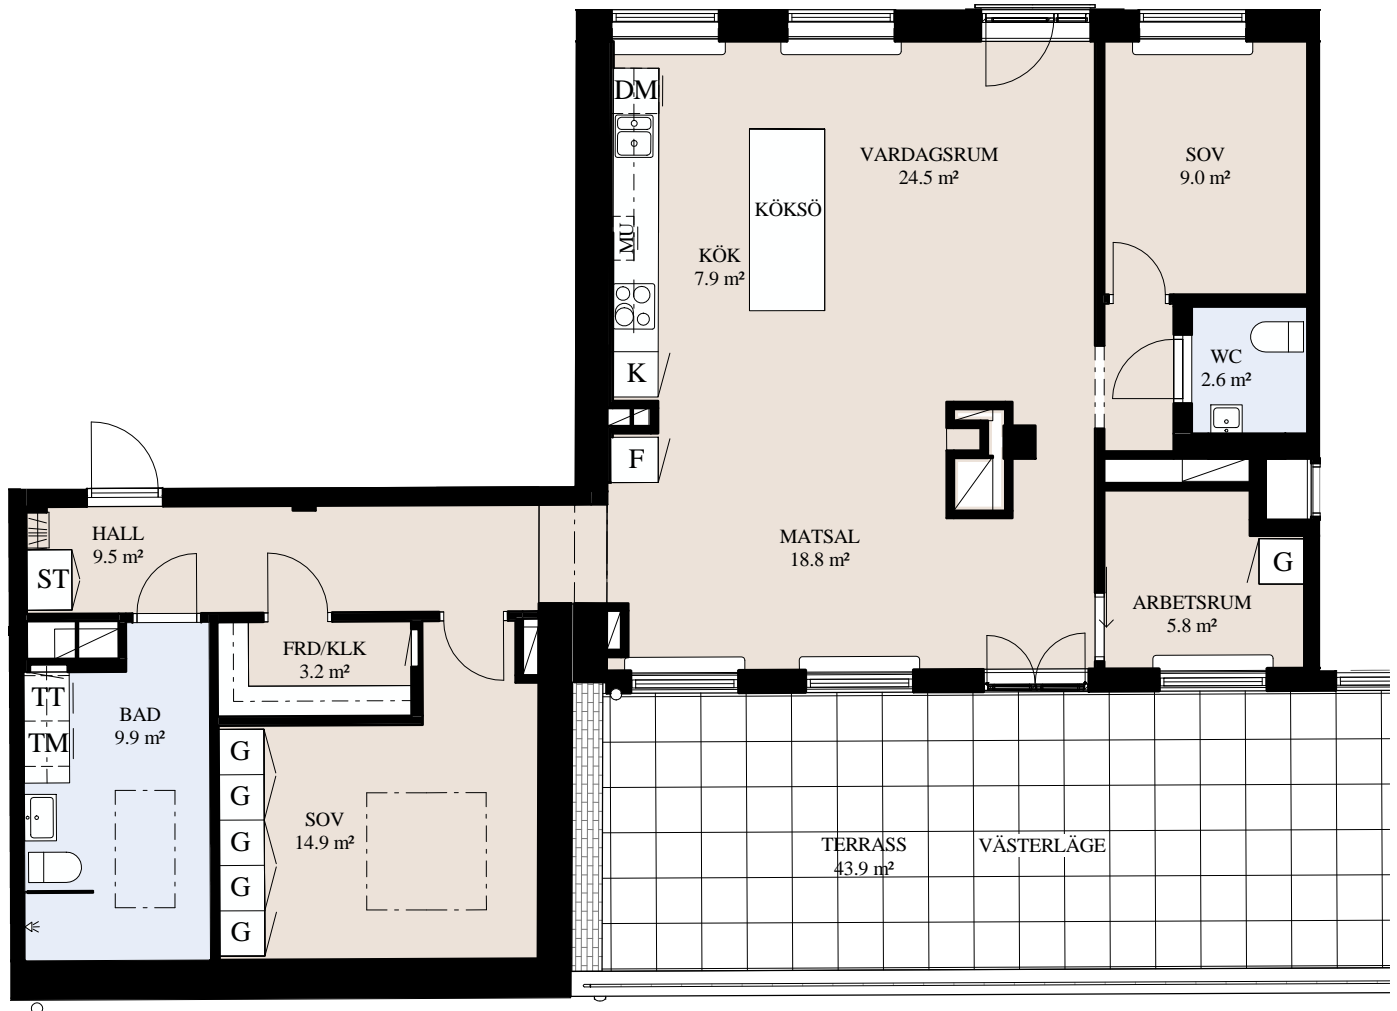 DM
VARDAGSRUM
24.5 m²
SOV
9.0 m²
KÖKSÖ
MU
KÖK
7.9 m²
K
WC
2.6 m²
F
HALL
9.5 m²
ST
MATSAL
18.8 m²
G
ARBETSRUM
5.8 m²
FRD/KLK
3.2 m²
TT
TM
BAD
9.9 m²
G
G
G
G
G
SOV
14.9 m²
TERRASS
43.9 m²
VÄSTERLÄGE